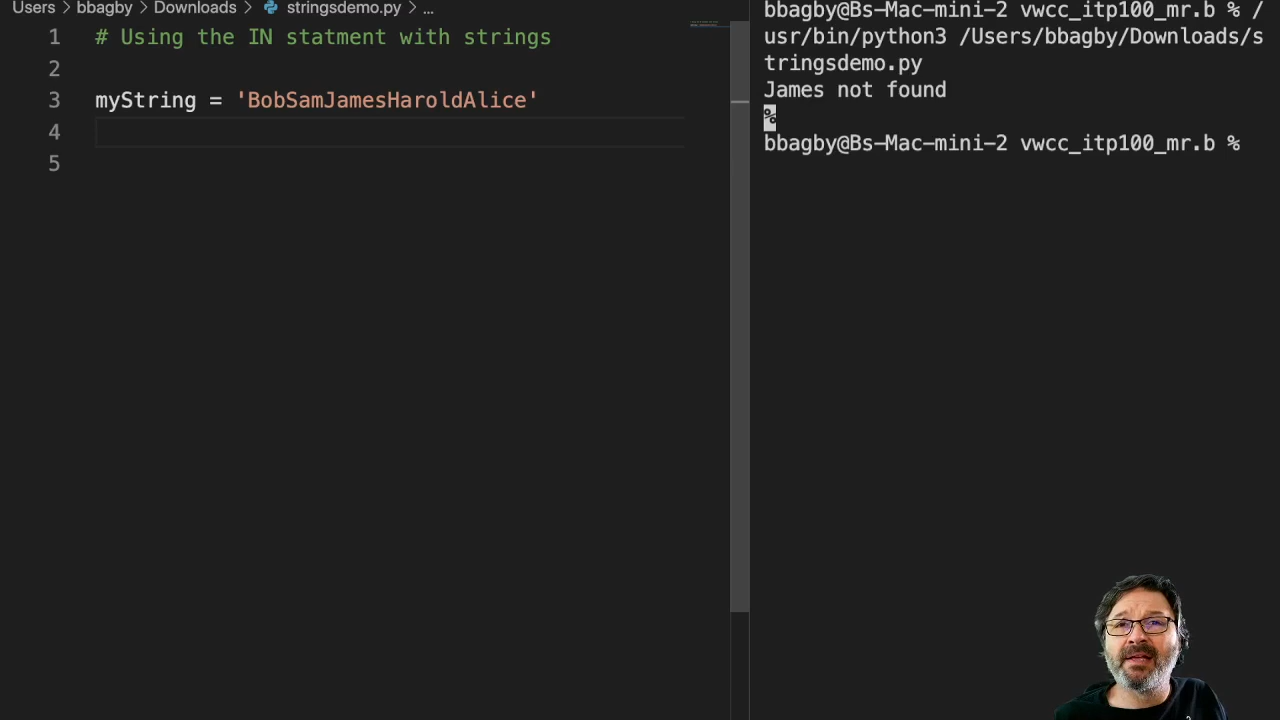 Users > bbagby > Downloads > stringsdemo.py > ...
1 # Using the IN statment with strings
2
3 myString = 'BobSamJamesHaroldAlice'
4
5
bbagby@Bs-Mac-mini-2 vwcc_itp100_mr.b % /
usr/bin/python3 /Users/bbagby/Downloads/s
tringsdemo.py
James not found
%
bbagby@Bs-Mac-mini-2 vwcc_itp100_mr.b %